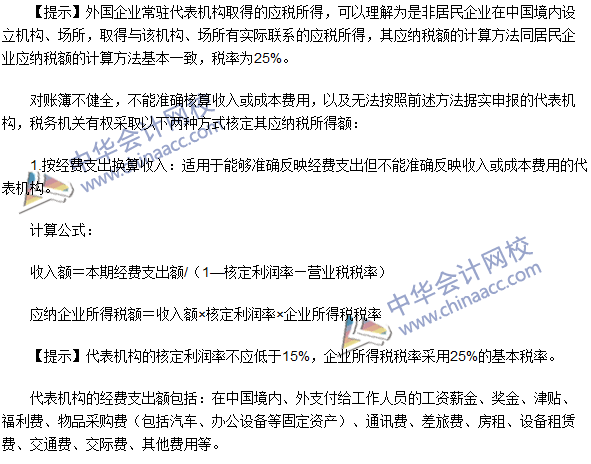 【提示】外国企业常驻代表机构取得的应税所得，可以理解为是非居民企业在中国境内设
立机构、场所，取得与该机构、场所有实际联系的应税所得，其应纳税额的计算方法同居民企
业应纳税额的计算方法基本一致，税率为25%。
对账簿不健全，不能准确核算收入或成本费用，以及无法按照前述方法据实申报的代表机
构，税务机关有权采取以下两种方式核定其应纳税所得额：
1.按经费支出换算收入：适用于能够准确反映经费支出但不能准确反映收入或成本费用的代
表机构。
计算公式：
收入额＝本期经费支出额/（1—核定利润率－营业税税率）
应纳企业所得税额＝收入额×核定利润率×企业所得税税率
【提示】代表机构的核定利润率不应低于15%，企业所得税税率采用25%的基本税率。
代表机构的经费支出额包括：在中国境内、外支付给工作人员的工资薪金、奖金、津贴、
福利费、物品采购费（包括汽车、办公设备等固定资产）、通讯费、差旅费、房租、设备租赁
费、交通费、交际费、其他费用等。
中华会计网校
www.chinaacc.com
中华会计网校
www.chinaacc.com